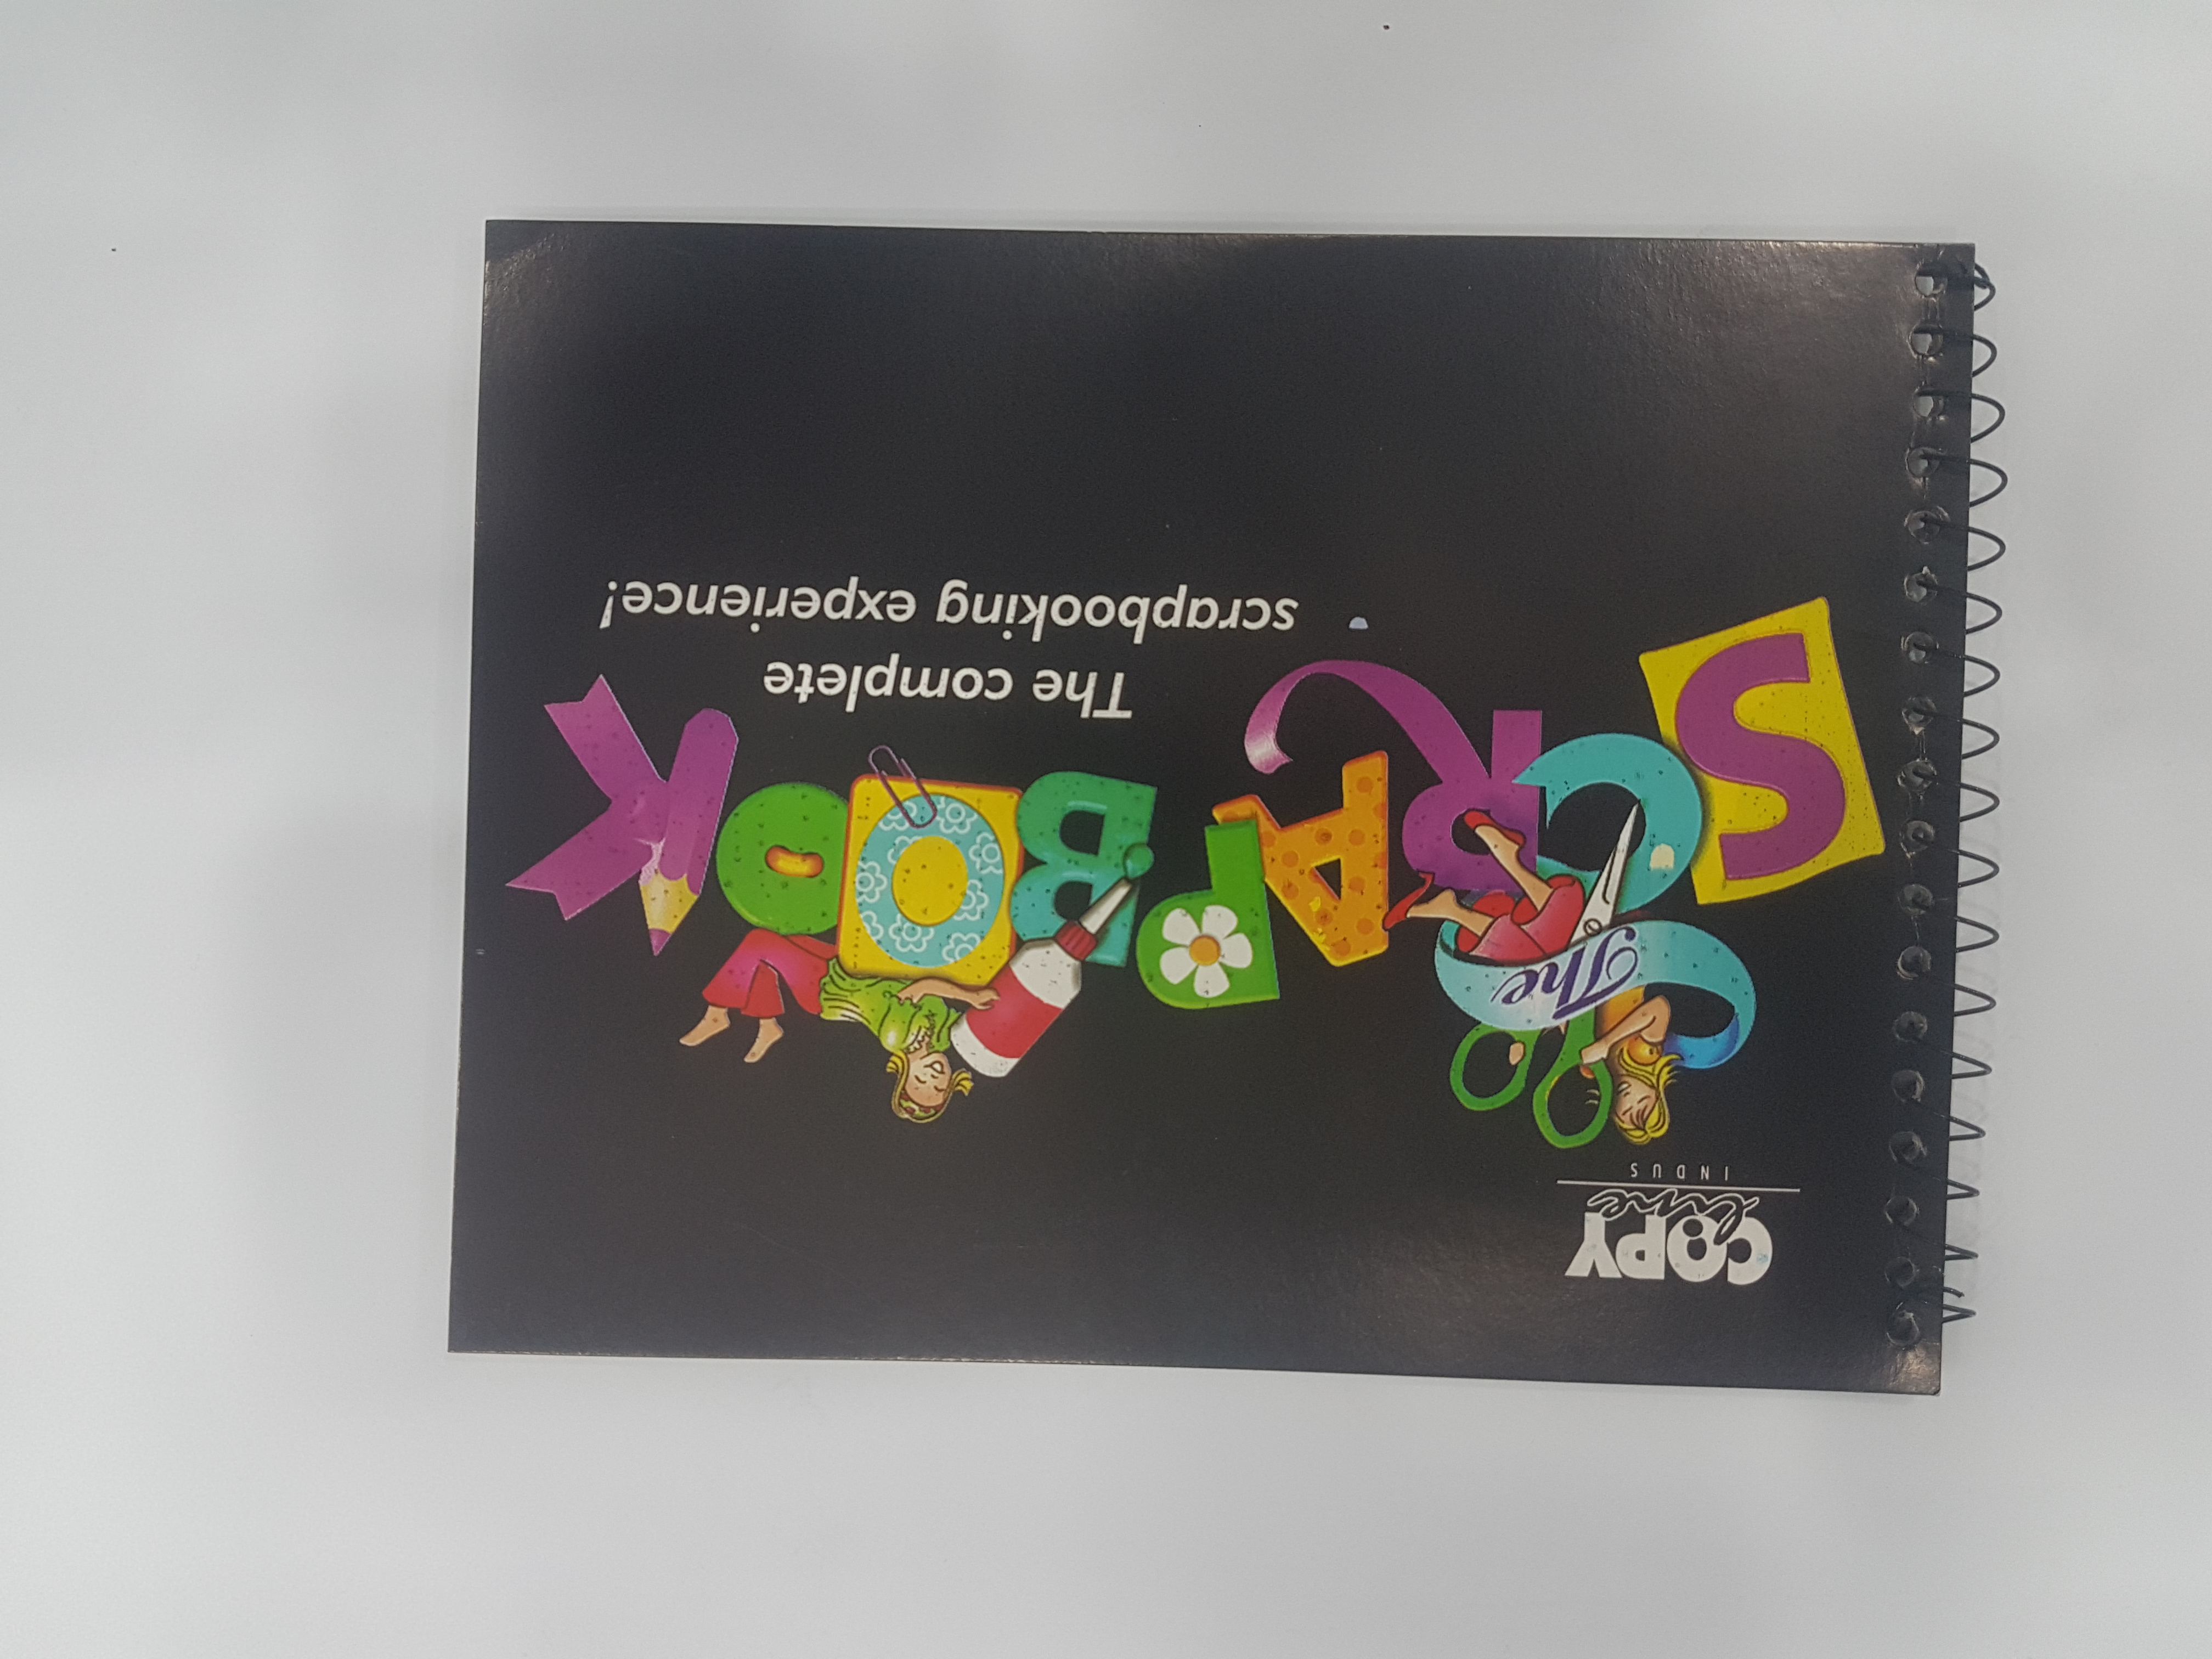 COPY
line
INDUS
The
SCRAPBOOK
The complete
scrapbooking experience!